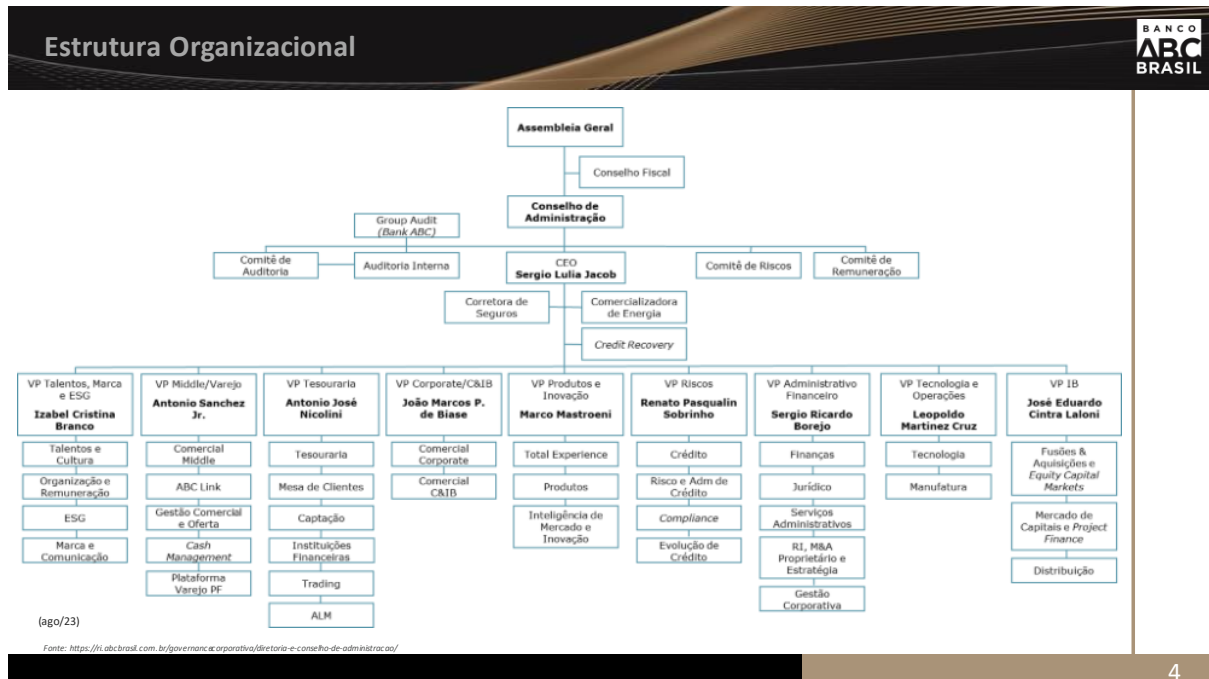 Estrutura Organizacional
BANCO
ABC
BRASIL
Assembleia Geral
Conselho Fiscal
Conselho de
Administração
Group Audit
(Bank ABC)
Comitê de
Auditoria
Auditoria Interna
CEO
Sergio Lulia Jacob
Comitê de Riscos
Comitê de
Remuneração
Corretora de
Seguros
Comercializadora
de Energia
Credit Recovery
VP Talentos, Marca
e ESG
Izabel Cristina
Branco
Talentos e
Cultura
Organização e
Remuneração
ESG
Marca e
Comunicação
VP Middle/Varejo
Antonio Sanchez
Jr.
Comercial
Middle
ABC Link
Gestão Comercial
e Oferta
Cash
Management
Plataforma
Varejo PF
VP Tesouraria
Antonio José
Nicolini
Tesouraria
Mesa de Clientes
Captação
Instituições
Financeiras
Trading
ALM
VP Corporate/C&IB
João Marcos P.
de Biase
Comercial
Corporate
Comercial
C&IB
VP Produtos e
Inovação
Marco Mastroeni
Total Experience
Produtos
Inteligência de
Mercado e
Inovação
VP Riscos
Renato Pasqualin
Sobrinho
Crédito
Risco e Adm de
Crédito
Compliance
Evolução de
Crédito
VP Administrativo
Financeiro
Sergio Ricardo
Borejo
Finanças
Jurídico
Serviços
Administrativos
RI, M&A
Proprietário e
Estratégia
Gestão
Corporativa
VP Tecnologia e
Operações
Leopoldo
Martinez Cruz
Tecnologia
Manufatura
VP IB
José Eduardo
Cintra Laloni
Fusões &
Aquisições e
Equity Capital
Markets
Mercado de
Capitais e Project
Finance
Distribuição
(ago/23)
Fonte: https://ri.abcbrasil.com.br/governancacorporativa/diretoria-e-conselho-de-administracao/
4